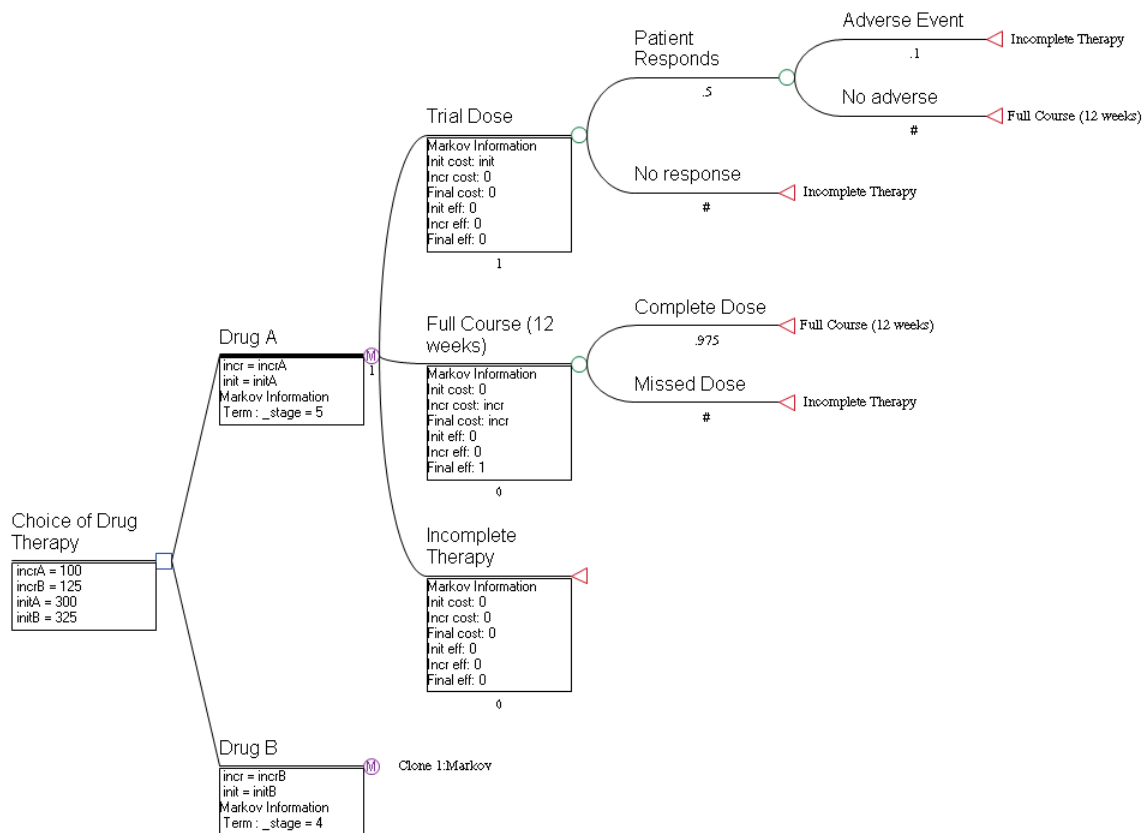 Adverse Event
.1
Incomplete Therapy
Patient
Responds
.5
No adverse
#
Full Course (12 weeks)
Trial Dose
Markov Information
Init cost: init
Incr cost: 0
Final cost: 0
Init eff: 0
Incr eff: 0
Final eff: 0
1
No response
#
Incomplete Therapy
Drug A
incr = incrA
init = initA
Markov Information
Term : _stage = 5
M
1
Full Course (12
weeks)
Markov Information
Init cost: 0
Incr cost: incr
Final cost: incr
Init eff: 0
Incr eff: 0
Final eff: 1
0
Complete Dose
.975
Full Course (12 weeks)
Missed Dose
#
Incomplete Therapy
Choice of Drug
Therapy
incrA = 100
incrB = 125
initA = 300
initB = 325
Incomplete
Therapy
Markov Information
Init cost: 0
Incr cost: 0
Final cost: 0
Init eff: 0
Incr eff: 0
Final eff: 0
0
Drug B
incr = incrB
init = initB
Markov Information
Term : _stage = 4
M
Clone 1:Markov